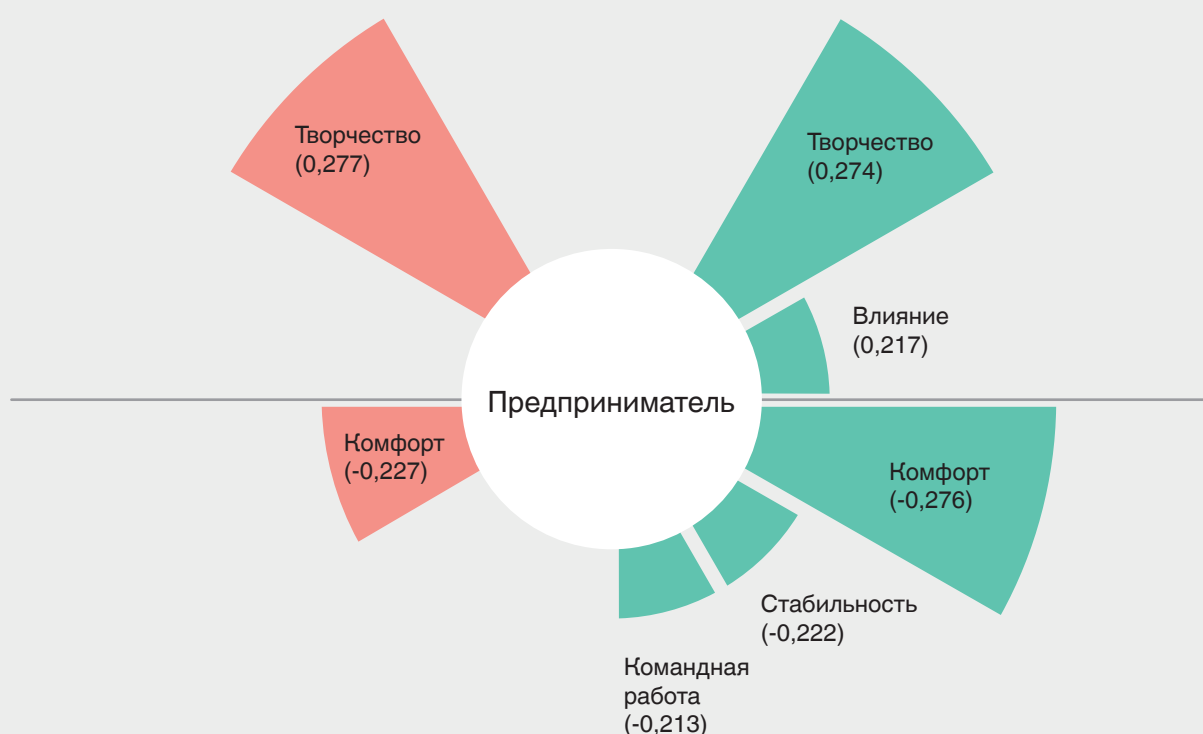 Творчество
(0,277)
Творчество
(0,274)
Влияние
(0,217)
Предприниматель
Комфорт
(-0,227)
Комфорт
(-0,276)
Стабильность
(-0,222)
Командная
работа
(-0,213)